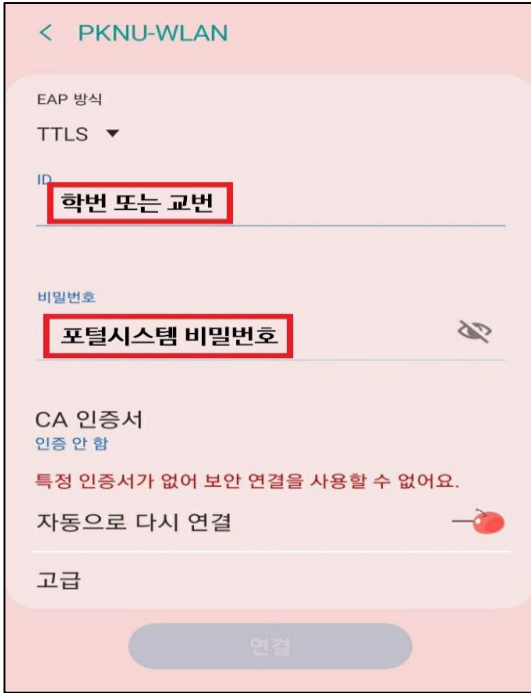 < PKNU-WLAN
EAP 방식
TTLS ▼
ID
학번 또는 교번
비밀번호
포털시스템 비밀번호
CA 인증서
인증 안 함
특정 인증서가 없어 보안 연결을 사용할 수 없어요.
자동으로 다시 연결
고급
연결